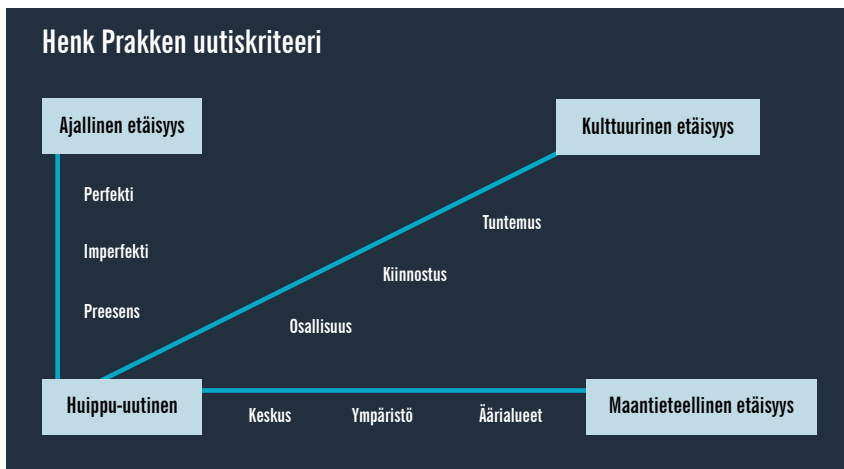 Henk Prakken uutiskriteeri
Ajallinen etäisyys
Kulttuurinen etäisyys
Perfekti
Tuntemus
Imperfekti
Kiinnostus
Preesens
Osallisuus
Huippu-uutinen
Keskus
Ympäristö
Äärialueet
Maantieteellinen etäisyys